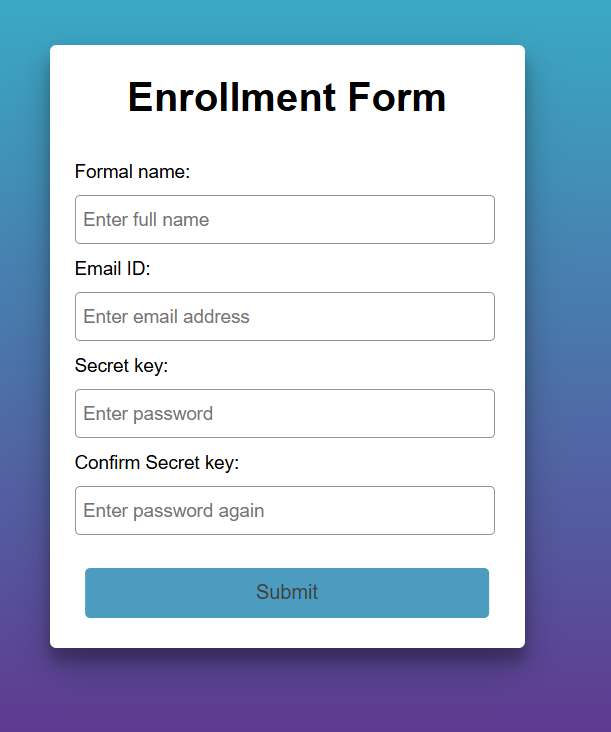 Enrollment Form
Formal name:
Enter full name
Email ID:
Enter email address
Secret key:
Enter password
Confirm Secret key:
Enter password again
Submit